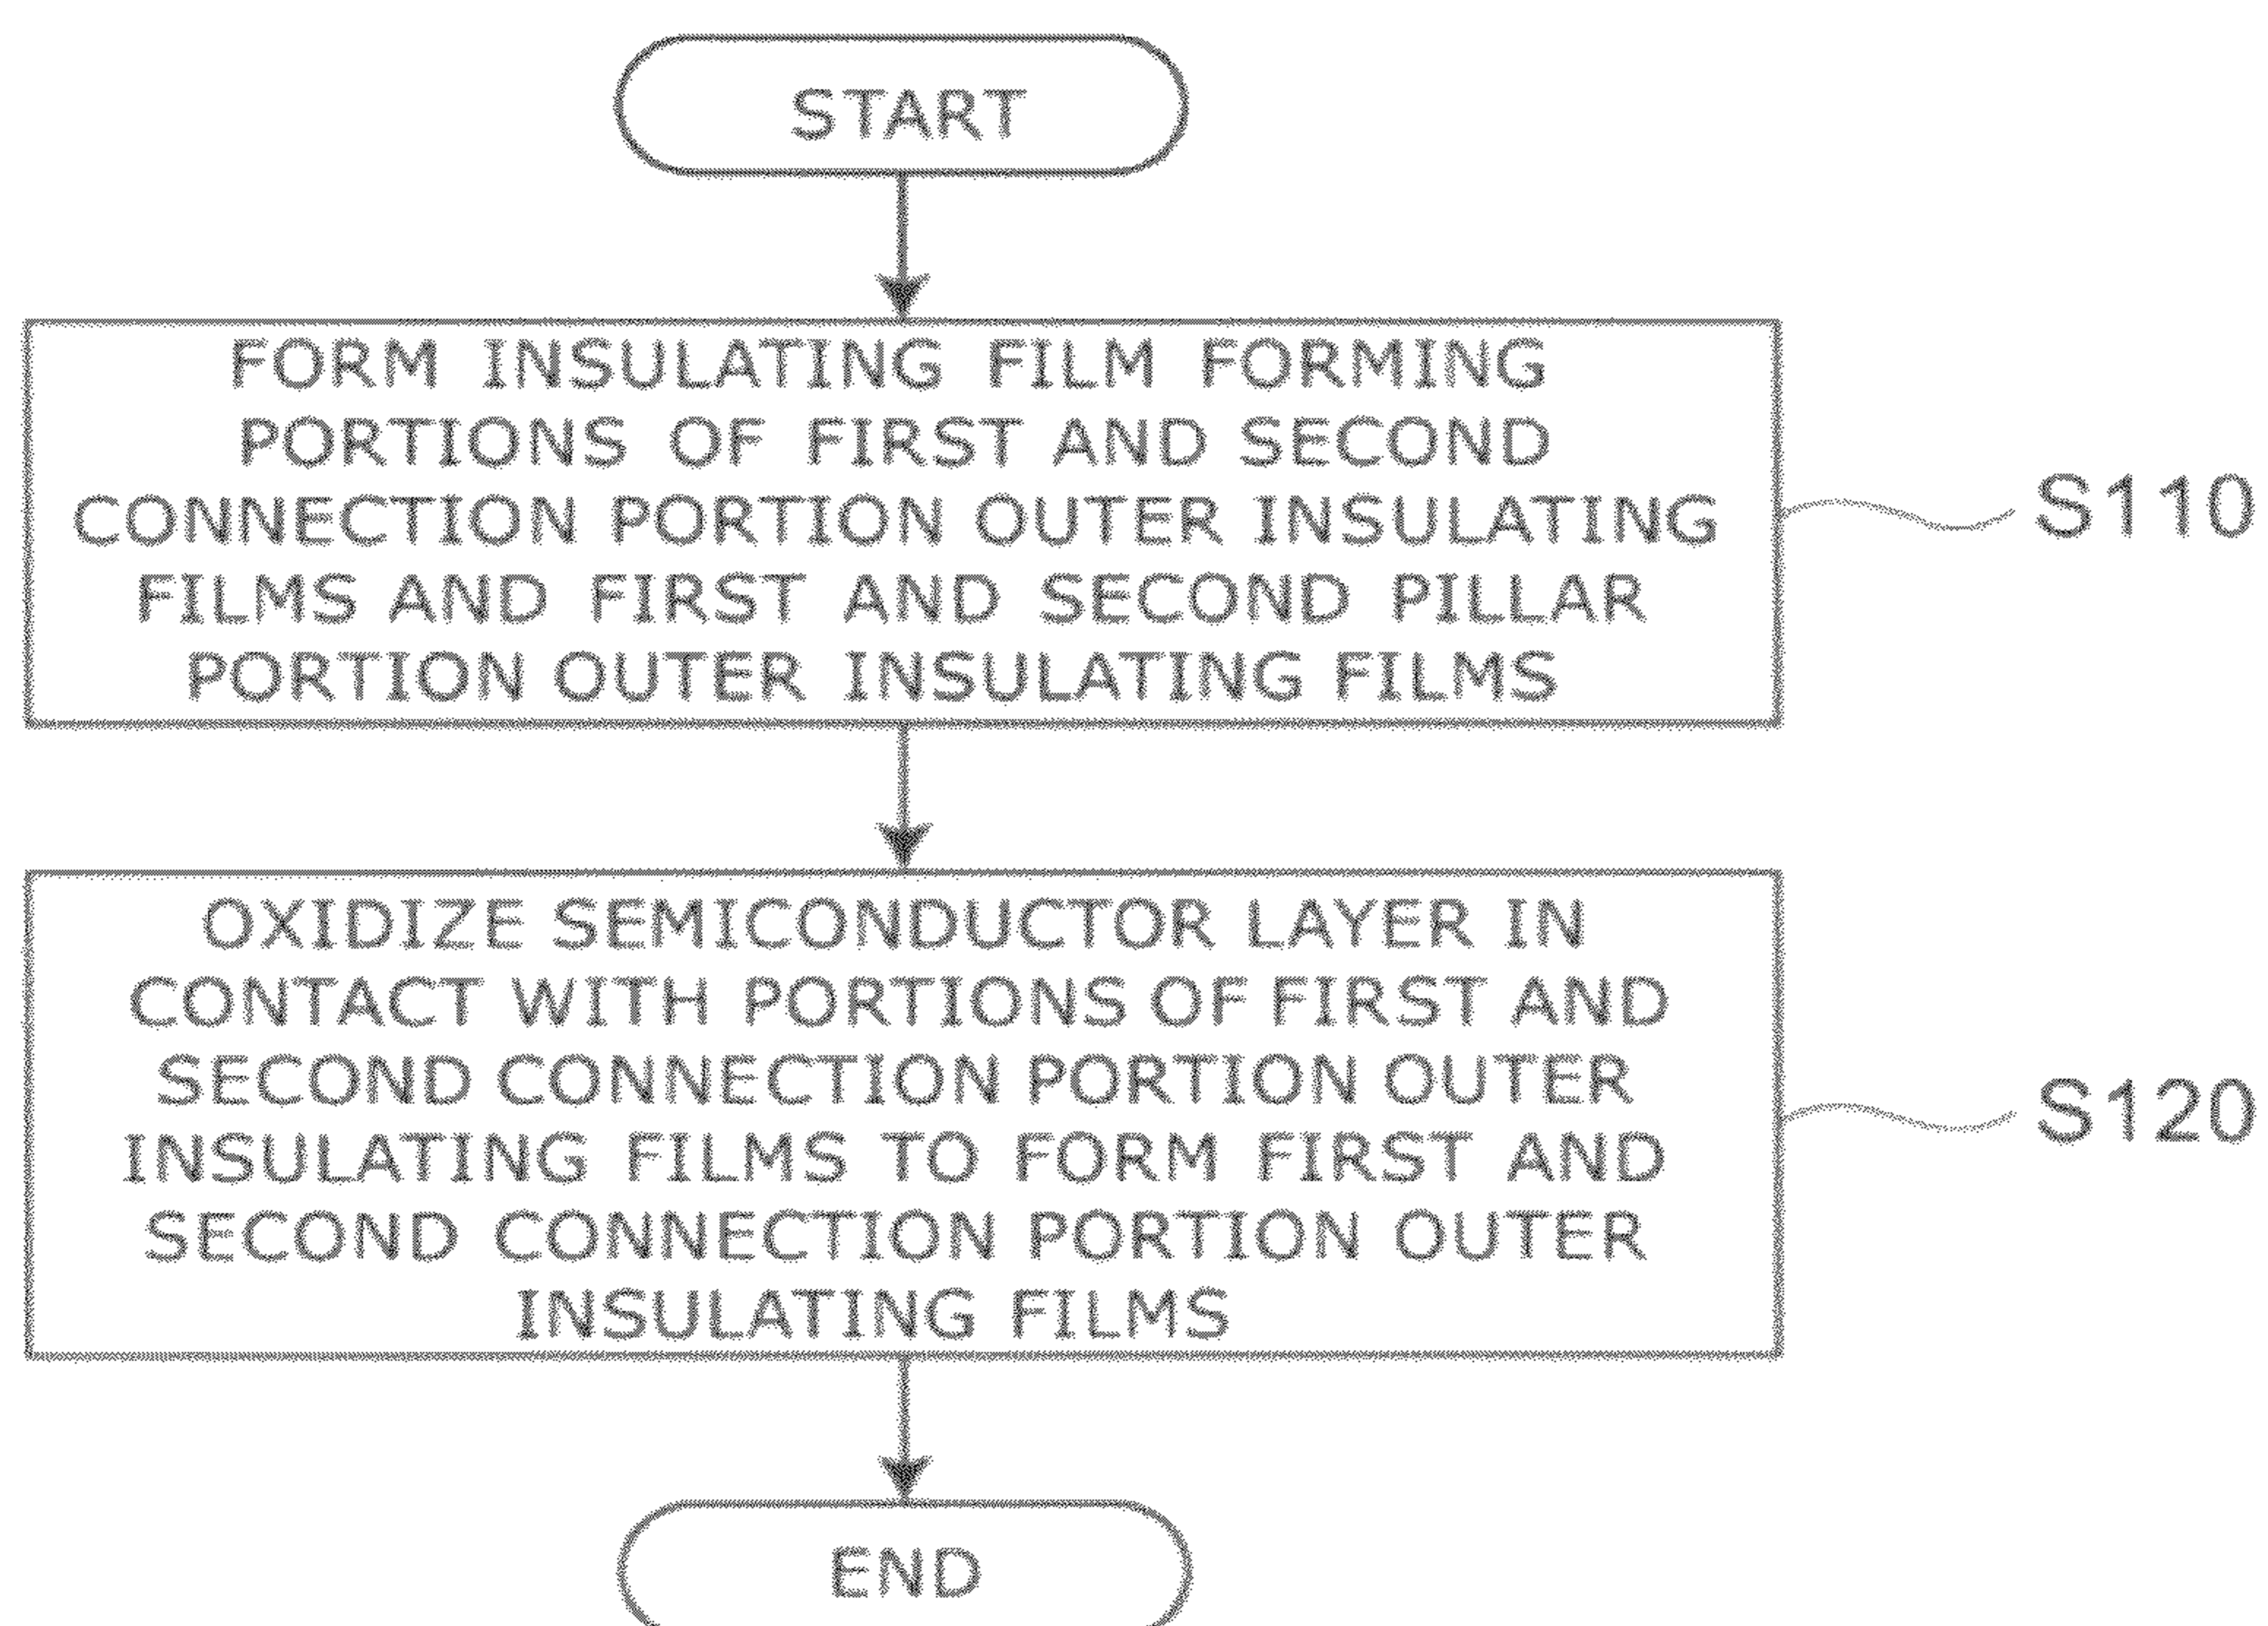 START
FORM INSULATING FILM FORMING
PORTIONS OF FIRST AND SECOND
CONNECTION PORTION OUTER INSULATING
FILMS AND FIRST AND SECOND PILLAR
PORTION OUTER INSULATING FILMS
S110
OXIDIZE SEMICONDUCTOR LAYER IN
CONTACT WITH PORTIONS OF FIRST AND
SECOND CONNECTION PORTION OUTER
INSULATING FILMS TO FORM FIRST AND
SECOND CONNECTION PORTION OUTER
INSULATING FILMS
S120
END